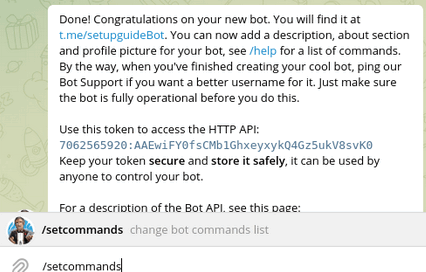 Done! Congratulations on your new bot. You will find it at
t.me/setupguideBot. You can now add a description, about section
and profile picture for your bot, see /help for a list of commands.
By the way, when you've finished creating your cool bot, ping our
Bot Support if you want a better username for it. Just make sure
the bot is fully operational before you do this.
Use this token to access the HTTP API:
7062565920:AAEwiFY0fsCMb1GhxeyxykQ4Gz5ukV8svK0
Keep your token secure and store it safely, it can be used by
anyone to control your bot.
For a description of the Bot API, see this page:
/setcommands change bot commands list
/setcommands